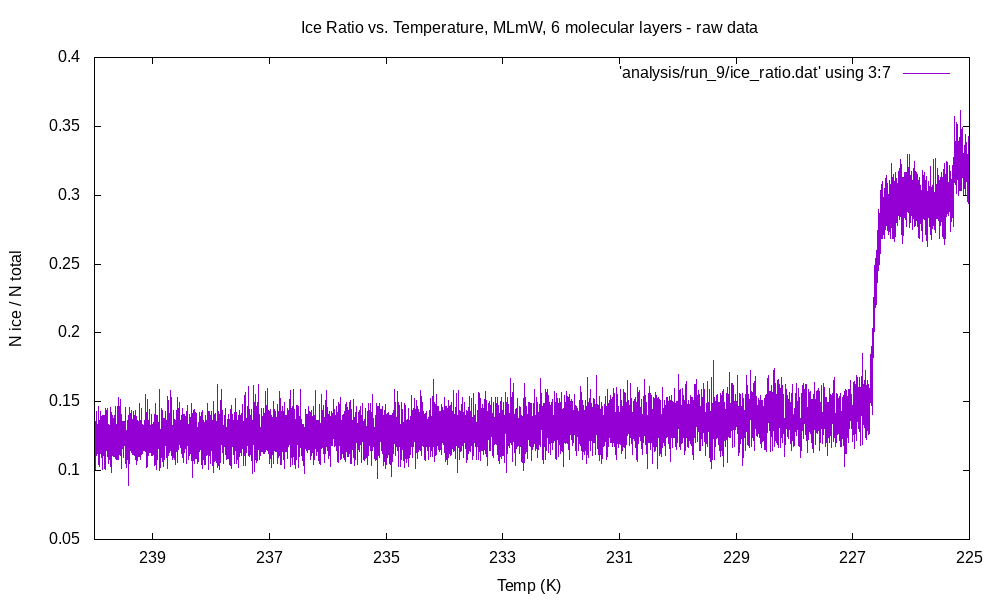 Ice Ratio vs. Temperature, MLmW, 6 molecular layers - raw data
'analysis/run_9/ice_ratio.dat' using 3:7
0.4
0.35
0.3
0.25
0.2
0.15
0.1
0.05
N ice / N total
239 237 235 233 231 229 227 225
Temp (K)